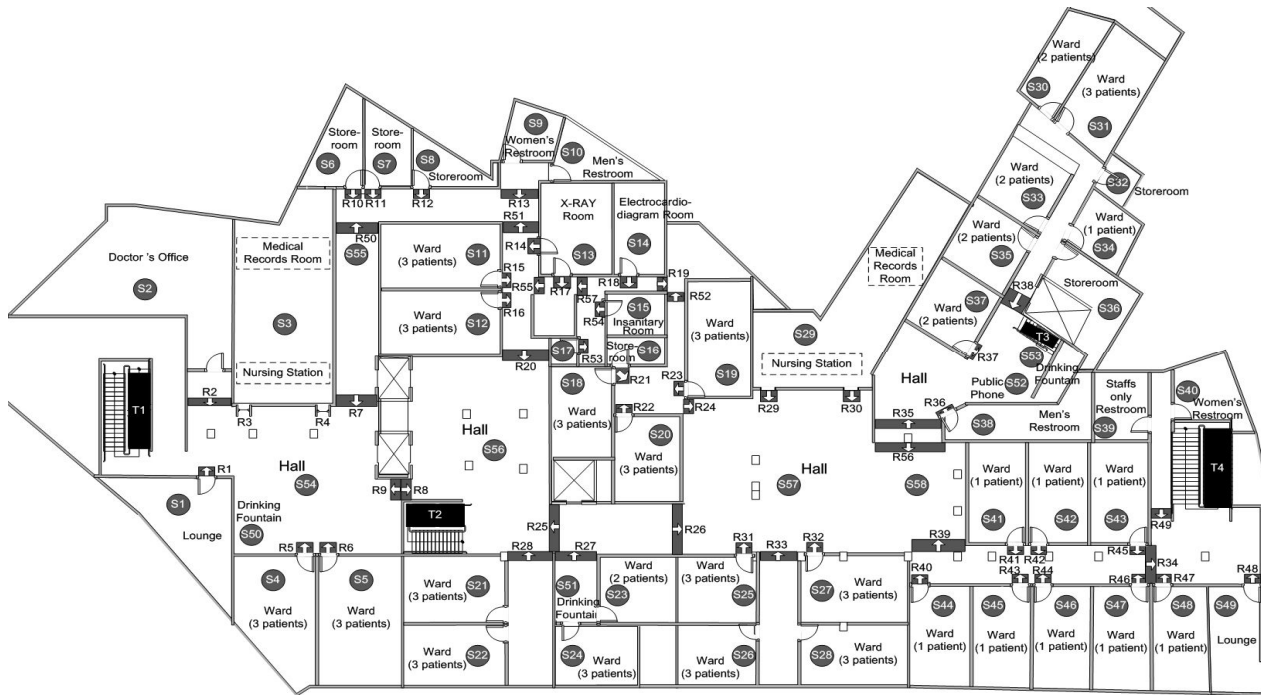 Ward
(2 patients)
S30
Ward
(3 patients)
S31
S9
Women's
Restroom
S10
Men's
Restroom
Store-
room
S6
Store-
room
S7
S8
Storeroom
Ward
(2 patients)
S33
S32
Storeroom
R10
R11
R12
R13
R51
R50
X-RAY
Room
S13
Electrocardio-
diagram Room
S14
Ward
(1 patient)
S34
Medical
Records Room
S55
Ward
(3 patients)
S11
R14
Ward
(2 patients)
S35
Doctor 's Office
S2
Medical
Records
Room
R15
R55
R17
R18
R19
R57
R52
Storeroom
S36
R38
S3
R16
Ward
(3 patients)
S12
R54
S15
Insanitary
Room
Ward
(3 patients)
S19
S37
Ward
(2 patients)
T3
S29
Nursing Station
S17
R53
Store-
room
S16
R20
R37
S53
Drinking
Fountain
Nursing Station
S18
R21
R23
Hall
Public
Phone
S52
T1
R2
R3
R4
R7
Ward
(3 patients)
R22
R24
R29
R30
R35
R36
Staffs
only
Restroom
S39
S40
Women's
Restroom
Hall
S56
S20
Ward
(3 patients)
S38
Men's
Restroom
R56
R1
Hall
S54
Hall
S57
S58
Ward
(1 patient)
S41
Ward
(1 patient)
S42
Ward
(1 patient)
S43
T4
S1
Lounge
R9
R8
Drinking
Fountain
S50
T2
R25
R26
R49
R5
R6
R28
R27
R31
R33
R32
R39
R41
R42
R45
R34
S4
Ward
(3 patients)
S5
Ward
(3 patients)
S21
Ward
(3 patients)
S51
Drinking
Fountain
Ward
(2 patients)
S23
Ward
(3 patients)
S25
S27
Ward
(3 patients)
R40
R43
R44
R46
R47
R48
S44
Ward
(1 patient)
S45
Ward
(1 patient)
S46
Ward
(1 patient)
S47
Ward
(1 patient)
S48
Ward
(1 patient)
S49
Lounge
Ward
(3 patients)
S22
S24
Ward
(3 patients)
Ward
S26
(3 patients)
S28
Ward
(3 patients)